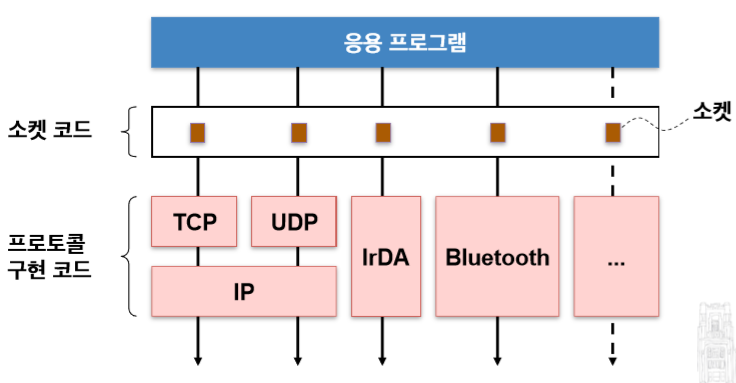 응용 프로그램
소켓 코드
소켓
프로토콜
구현 코드
TCP
UDP
IrDA
Bluetooth
...
IP